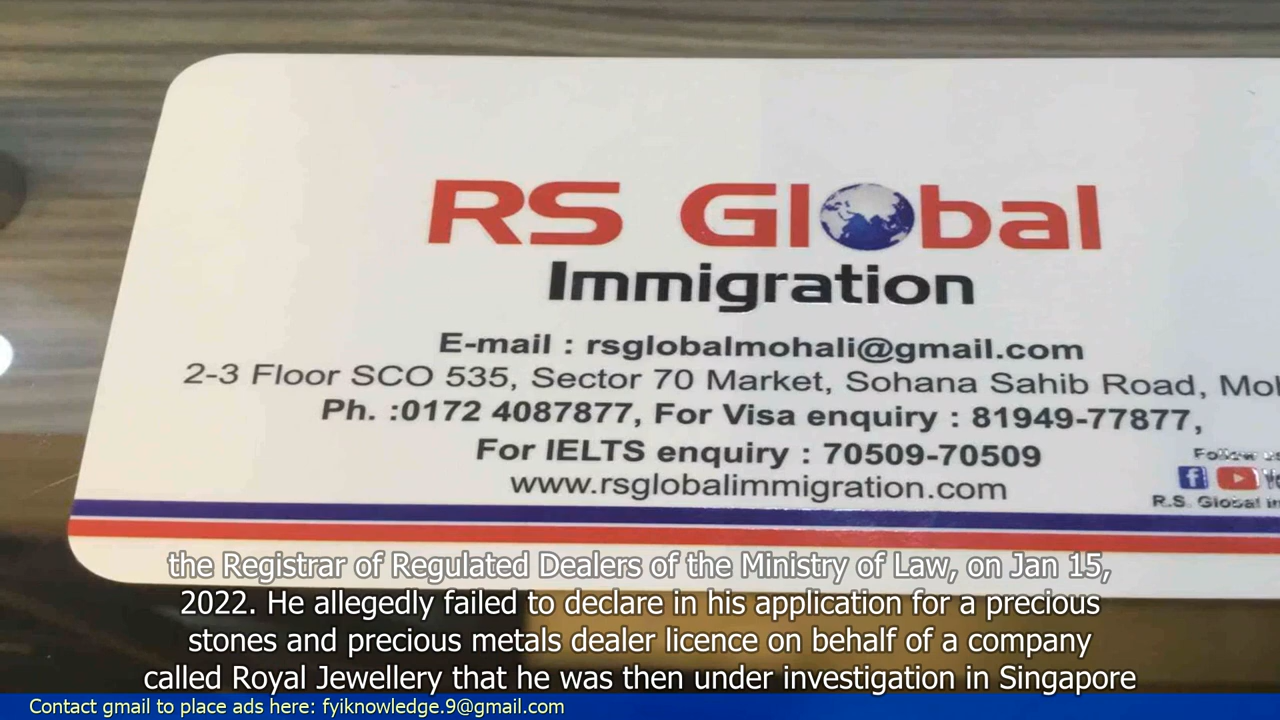 RS Global
Immigration
E-mail : rsglobalmohali@gmail.com
2-3 Floor SCO 535, Sector 70 Market, Sohana Sahib Road,
Ph. :0172 4087877, For Visa enquiry : 81949-77877,
For IELTS enquiry : 70509-70509
Follow us
www.rsglobalimmigration.com
R.S. Global
the Registrar of Regulated Dealers of the Ministry of Law, on Jan 15,
2022. He allegedly failed to declare in his application for a precious
stones and precious metals dealer licence on behalf of a company
called Royal Jewellery that he was then under investigation in Singapore
Contact gmail to place ads here: fyiknowledge.9@gmail.com